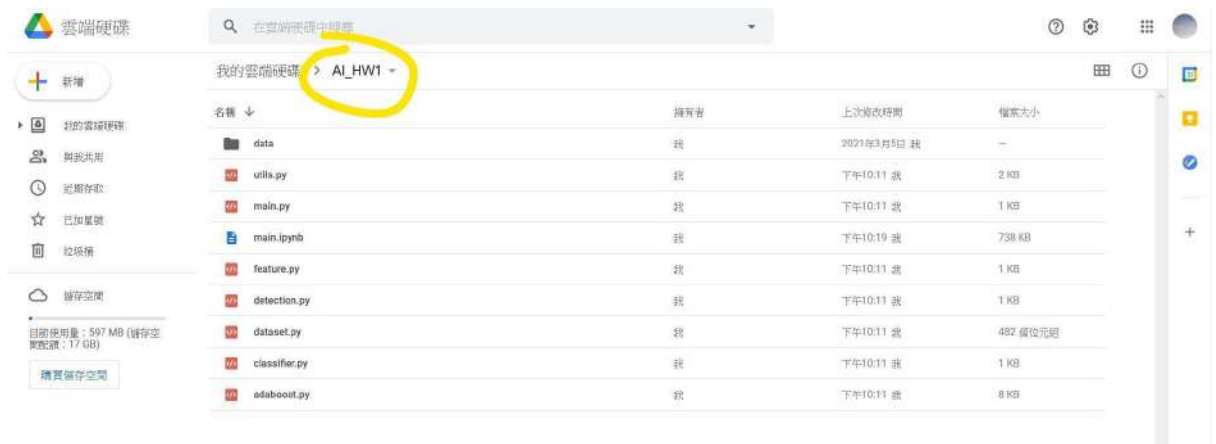 雲端硬碟
在雲端硬碟中搜尋
新增
我的雲端硬碟 > AI_HW1
我的雲端硬碟
與我共用
近期存取
已加星號
垃圾桶
儲存空間
目前使用量：597 MB (儲存空
間配額：17 GB)
購買儲存空間
名稱 擁有者 上次修改時間 檔案大小
data 我 2021年3月5日 我 –
utils.py 我 下午10:11 我 2 KB
main.py 我 下午10:11 我 1 KB
main.ipynb 我 下午10:19 我 738 KB
feature.py 我 下午10:11 我 1 KB
detection.py 我 下午10:11 我 1 KB
dataset.py 我 下午10:11 我 482 個位元組
classifier.py 我 下午10:11 我 1 KB
adaboost.py 我 下午10:11 我 8 KB